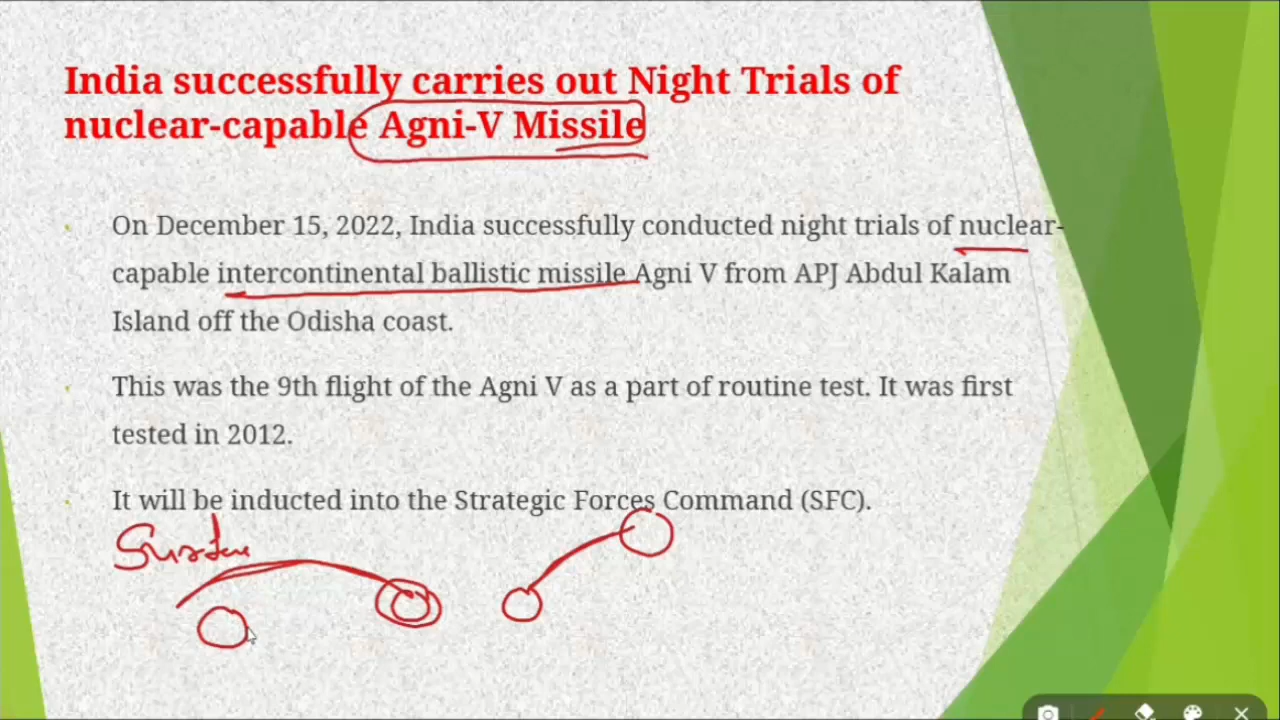 India successfully carries out Night Trials of
nuclear-capable Agni-V Missile
On December 15, 2022, India successfully conducted night trials of nuclear-
capable intercontinental ballistic missile Agni V from APJ Abdul Kalam
Island off the Odisha coast.
This was the 9th flight of the Agni V as a part of routine test. It was first
tested in 2012.
It will be inducted into the Strategic Forces Command (SFC).